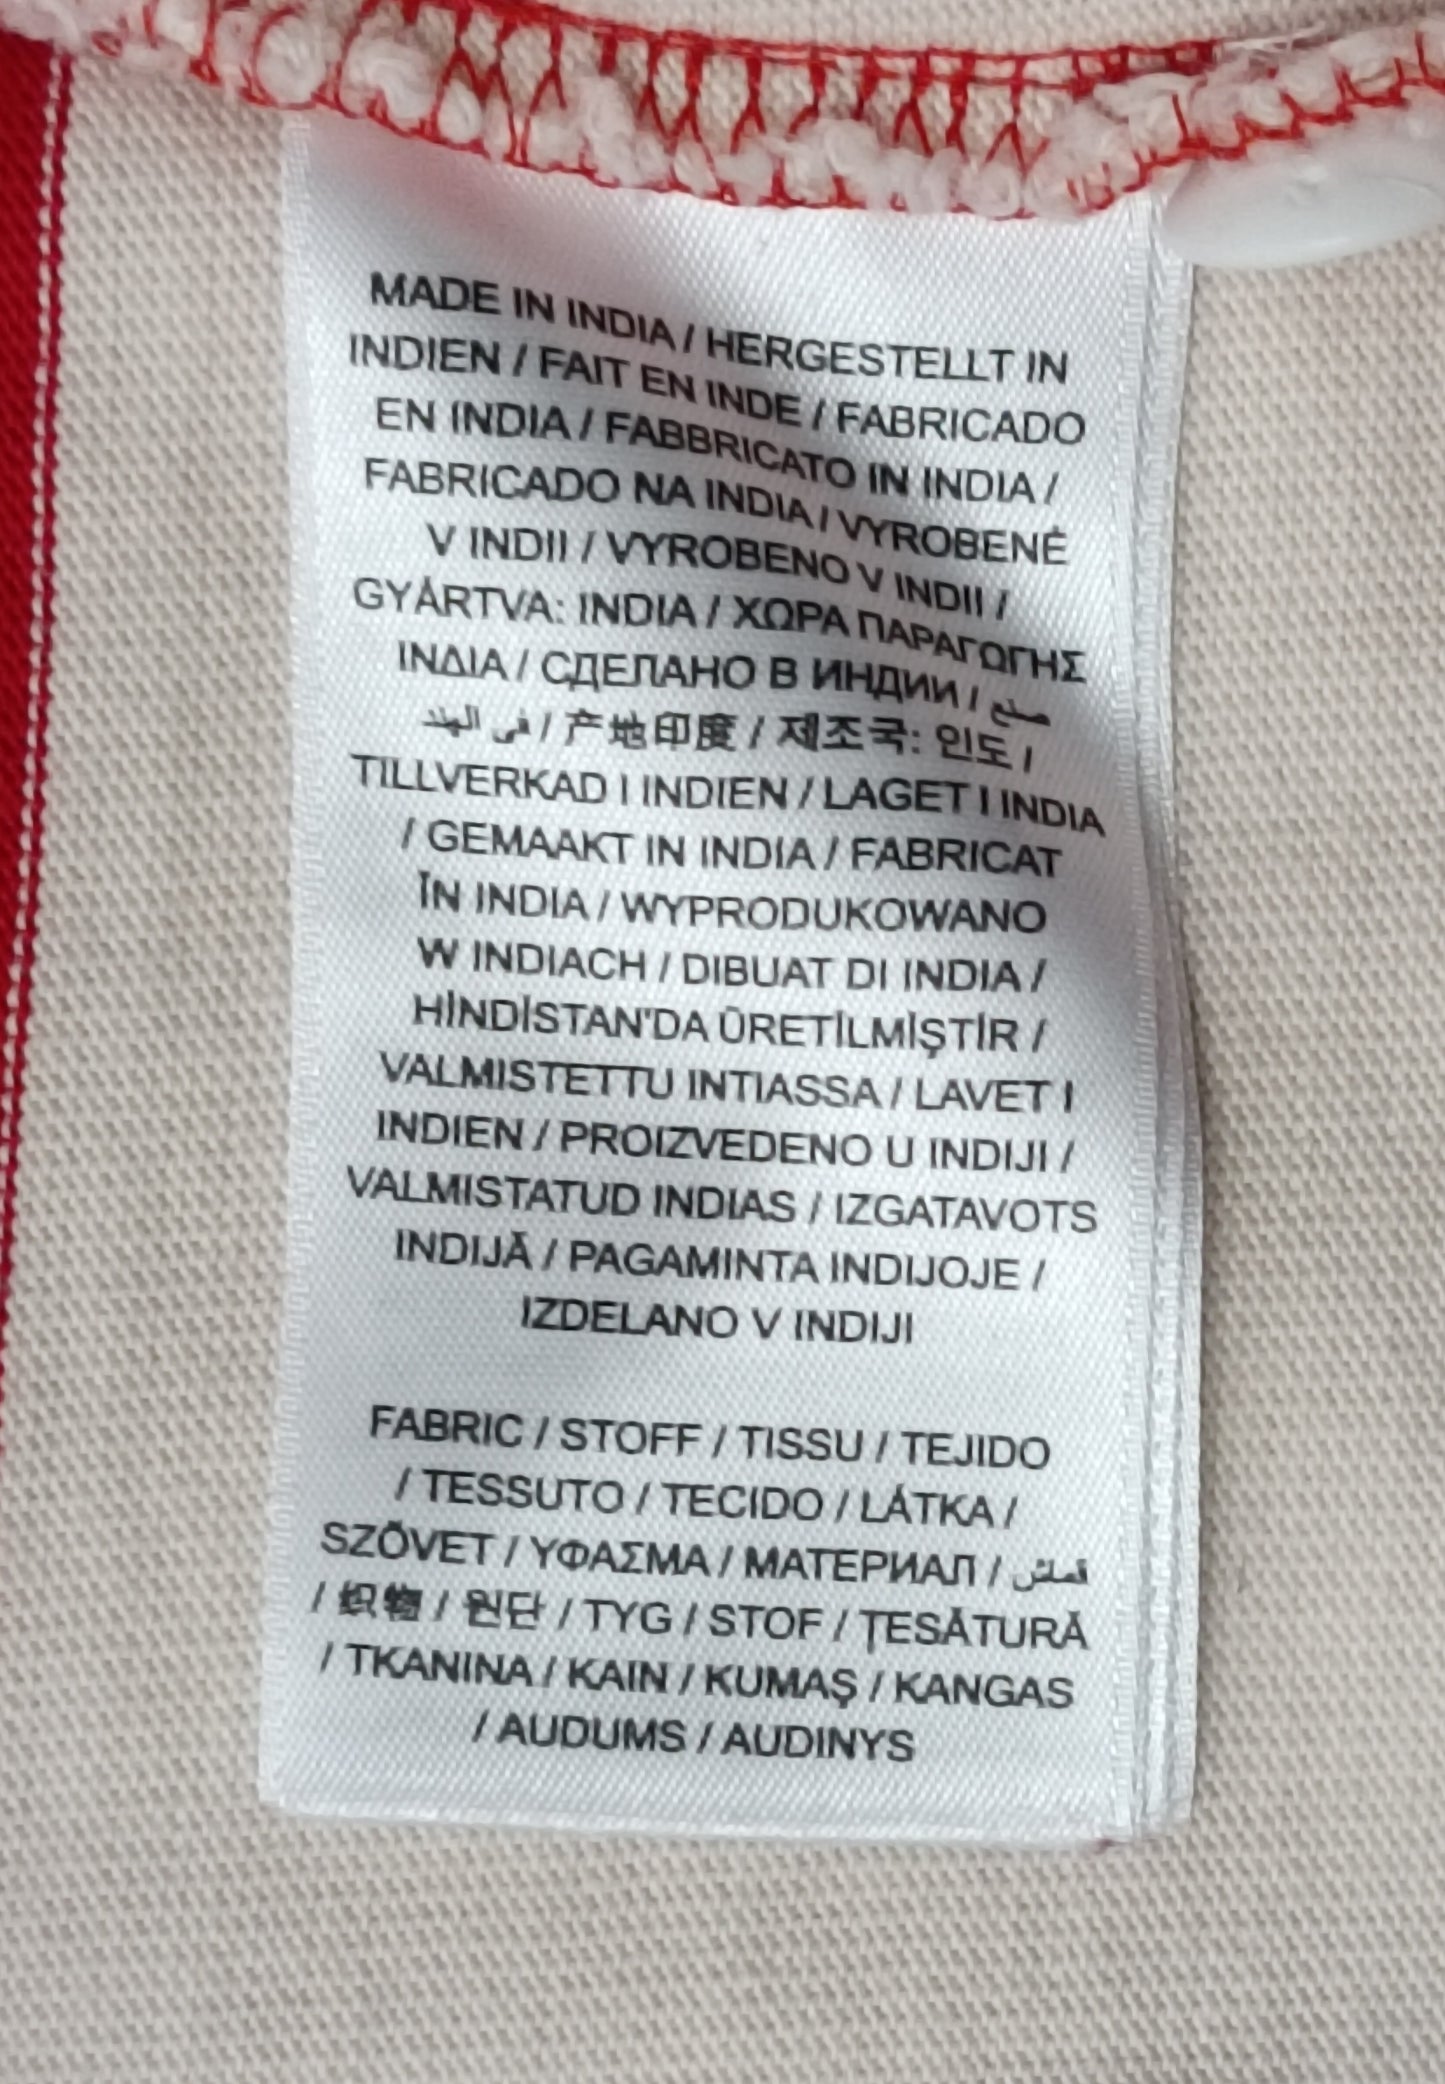 MADE IN INDIA / HERGESTELLT IN
INDIEN / FAIT EN INDE / FABRICADO
EN INDIA / FABBRICATO IN INDIA /
FABRICADO NA INDIA / VYROBENÉ
V INDII / VYROBENO V INDII /
GYÁRTVA: INDIA / ΧΩΡΑ ΠΑΡΑΓΩΓΗΣ
ΙΝΔΙΑ / СДЕЛАНО В ИНДИИ / صنع
في الهند / 产地印度 / 제조국: 인도 /
TILLVERKAD I INDIEN / LAGET I INDIA
/ GEMAAKT IN INDIA / FABRICAT
ÎN INDIA / WYPRODUKOWANO
W INDIACH / DIBUAT DI INDIA /
HİNDİSTAN'DA ÜRETİLMİŞTİR /
VALMISTETTU INTIASSA / LAVET I
INDIEN / PROIZVEDENO U INDIJI /
VALMISTATUD INDIAS / IZGATAVOTS
INDIJĀ / PAGAMINTA INDIJOJE /
IZDELANO V INDIJI
FABRIC / STOFF / TISSU / TEJIDO
/ TESSUTO / TECIDO / LÁTKA /
SZÖVET / ΥΦΑΣΜΑ / МАТЕРИАЛ / قماش
/ 织物 / 원단 / TYG / STOF / ŢESĂTURĂ
/ TKANINA / KAIN / KUMAŞ / KANGAS
/ AUDUMS / AUDINYS